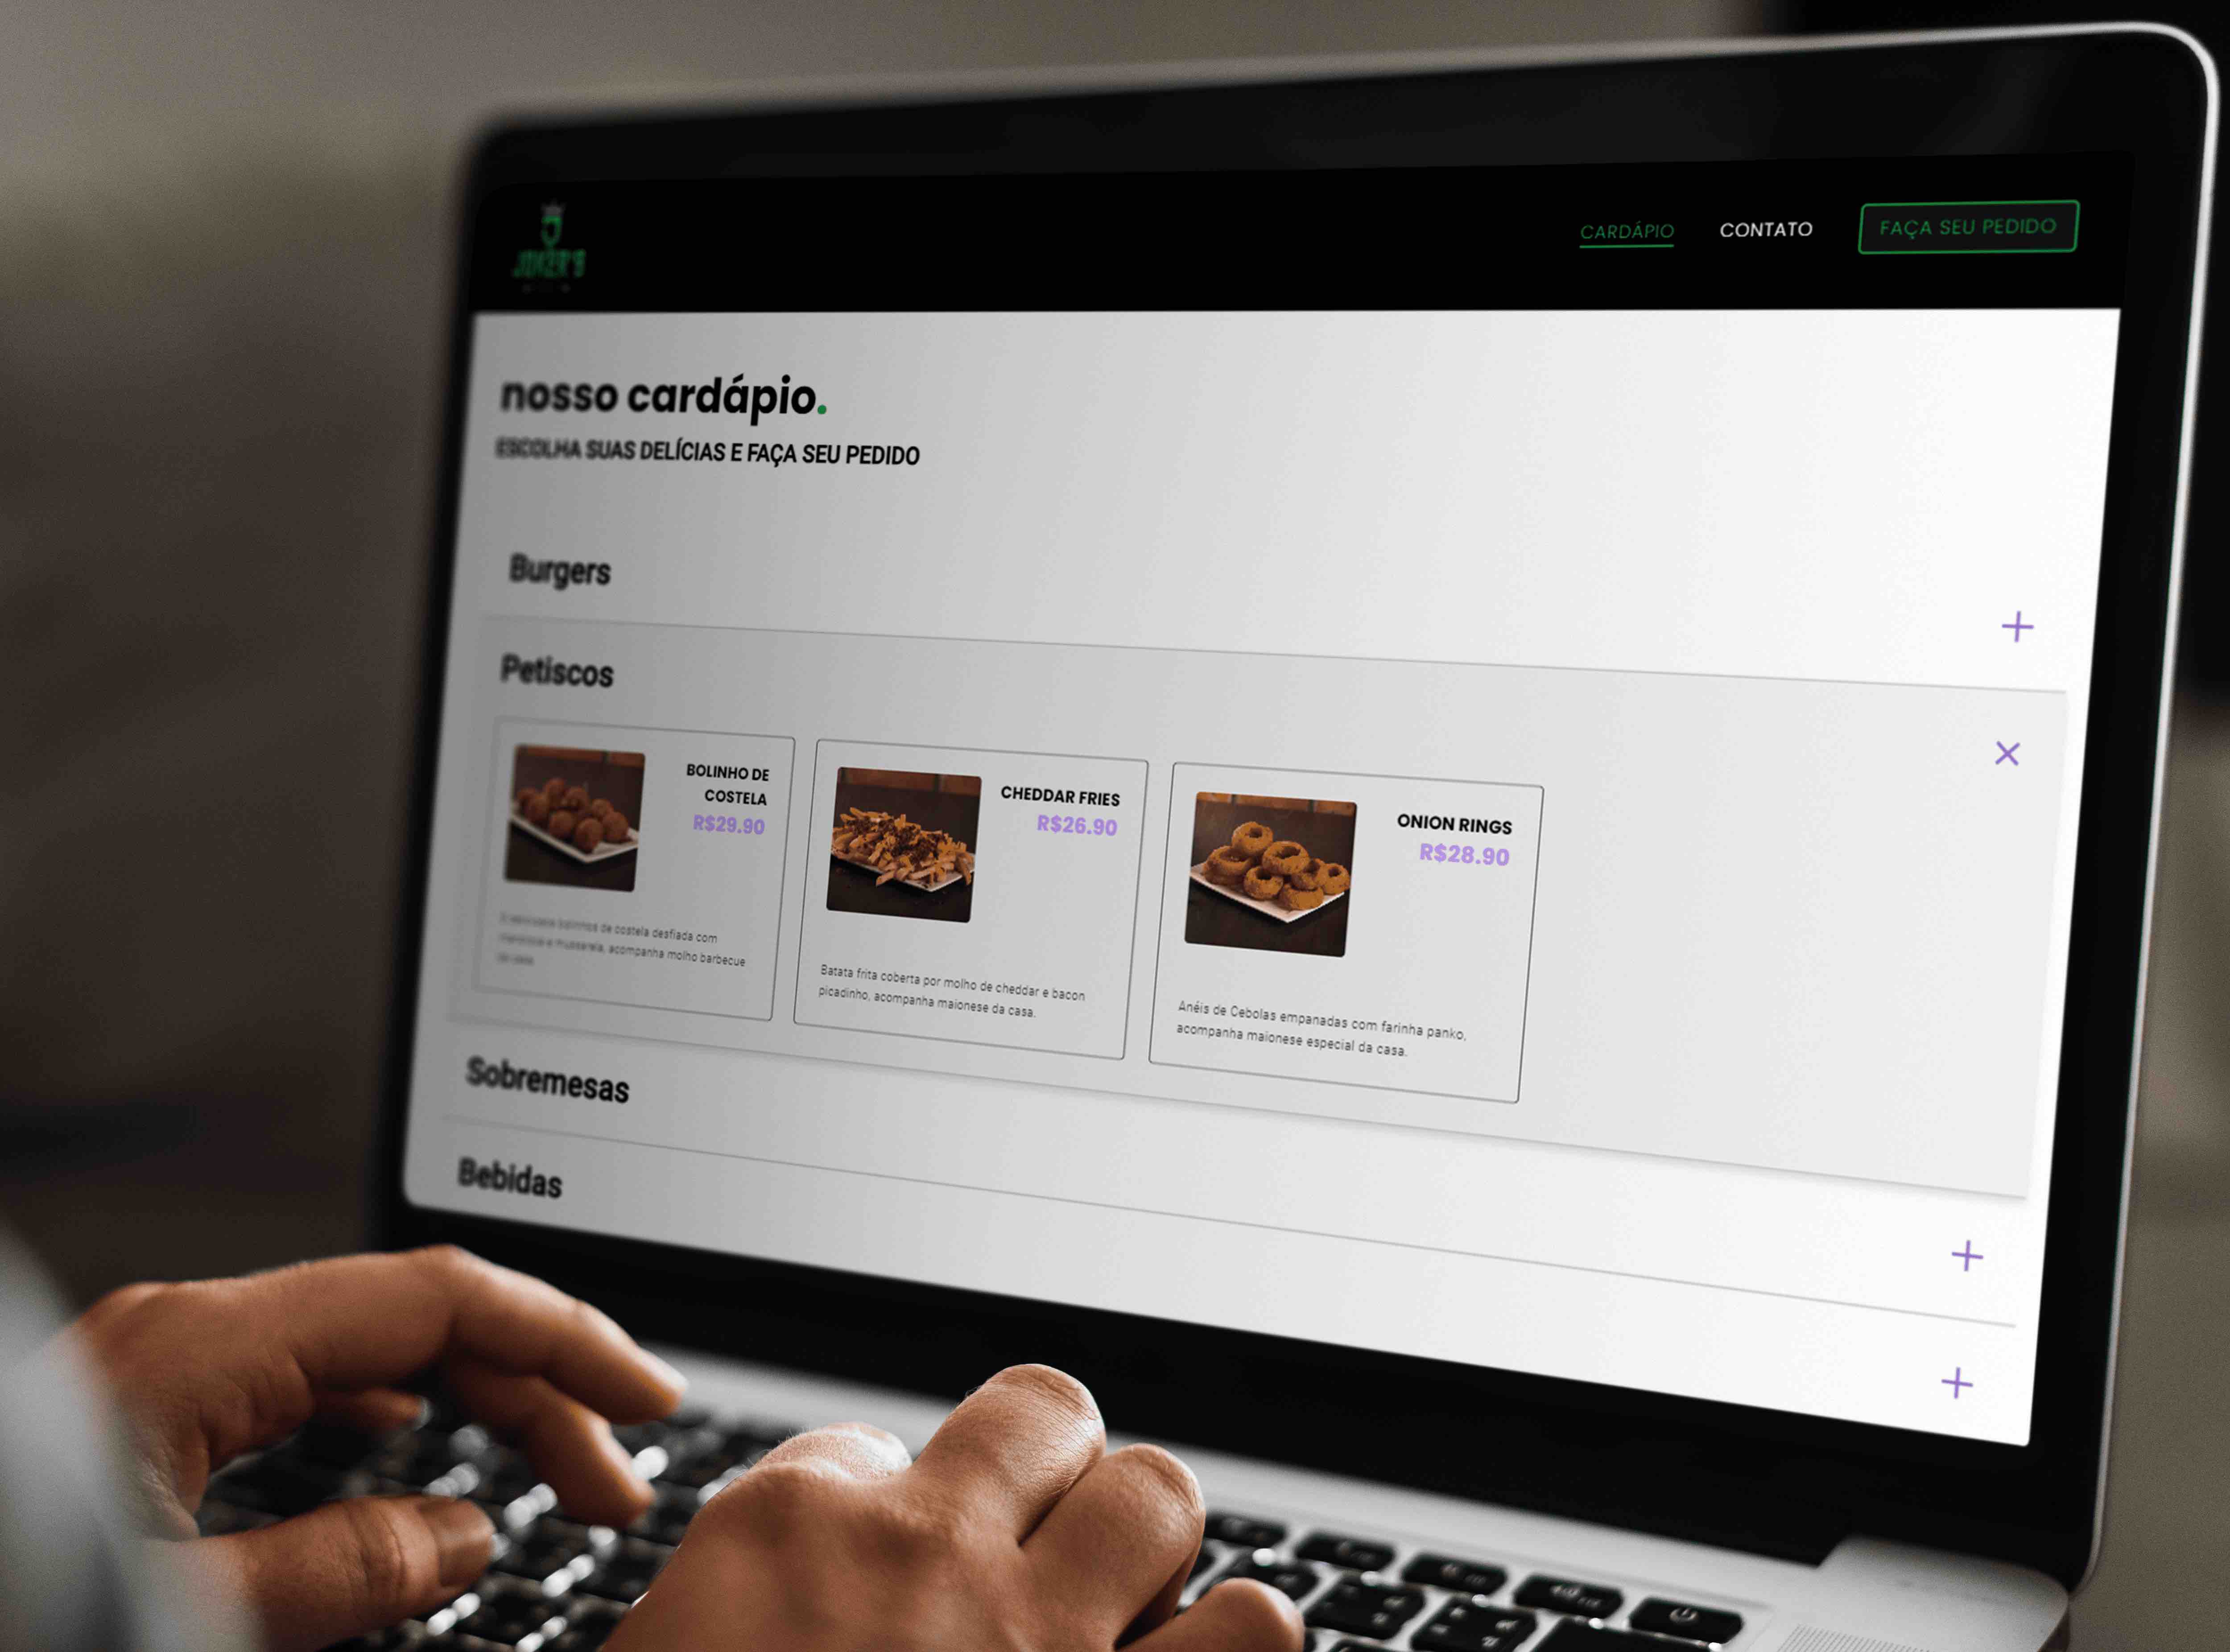 JOKER'S
CARDÁPIO
CONTATO
FAÇA SEU PEDIDO
nosso cardápio.
ESCOLHA SUAS DELÍCIAS E FAÇA SEU PEDIDO
Burgers
Petiscos
BOLINHO DE
COSTELA
R$29.90
bolinhos de costela desfiada com
e mussarela, acompanha molho barbecue
da casa.
CHEDDAR FRIES
R$26.90
Batata frita coberta por molho de cheddar e bacon
picadinho, acompanha maionese da casa.
ONION RINGS
R$28.90
Anéis de Cebolas empanadas com farinha panko,
acompanha maionese especial da casa.
Sobremesas
Bebidas